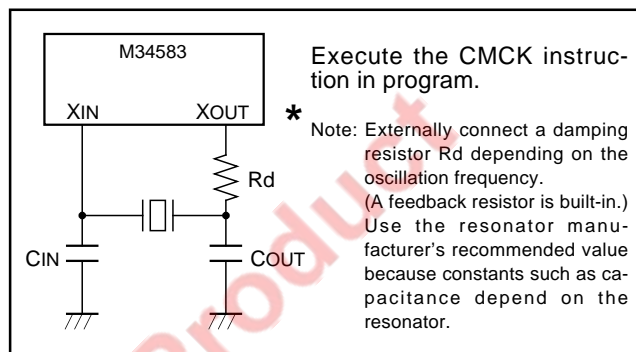 M34583
XIN
XOUT
Rd
CIN
COUT
* Execute the CMCK instruc-
tion in program.
Note: Externally connect a damping
resistor Rd depending on the
oscillation frequency.
(A feedback resistor is built-in.)
Use the resonator manu-
facturer's recommended value
because constants such as ca-
pacitance depend on the
resonator.
Product